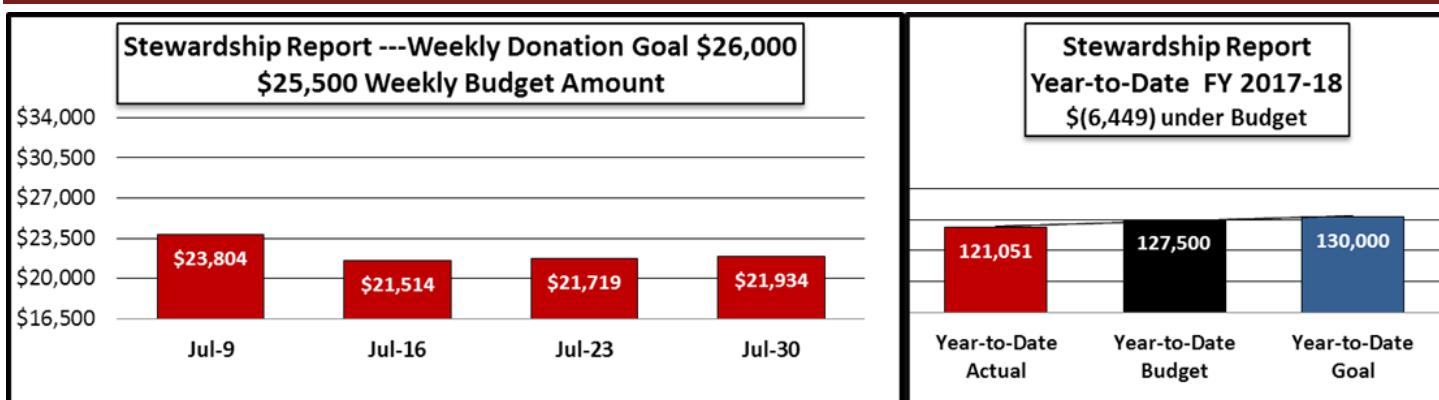 Stewardship Report ---Weekly Donation Goal $26,000
$25,500 Weekly Budget Amount
$34,000
$30,500
$27,000
$23,500
$20,000
$16,500
$23,804
$21,514
$21,719
$21,934
Jul-9
Jul-16
Jul-23
Jul-30
Stewardship Report
Year-to-Date FY 2017-18
$(6,449) under Budget
121,051
127,500
130,000
Year-to-Date
Actual
Year-to-Date
Budget
Year-to-Date
Goal